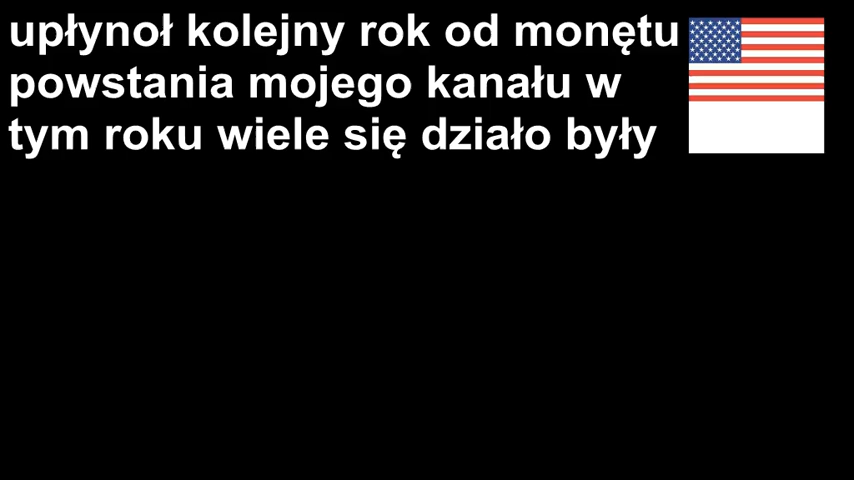 upłynoł kolejny rok od monętu
powstania mojego kanału w
tym roku wiele się działo były